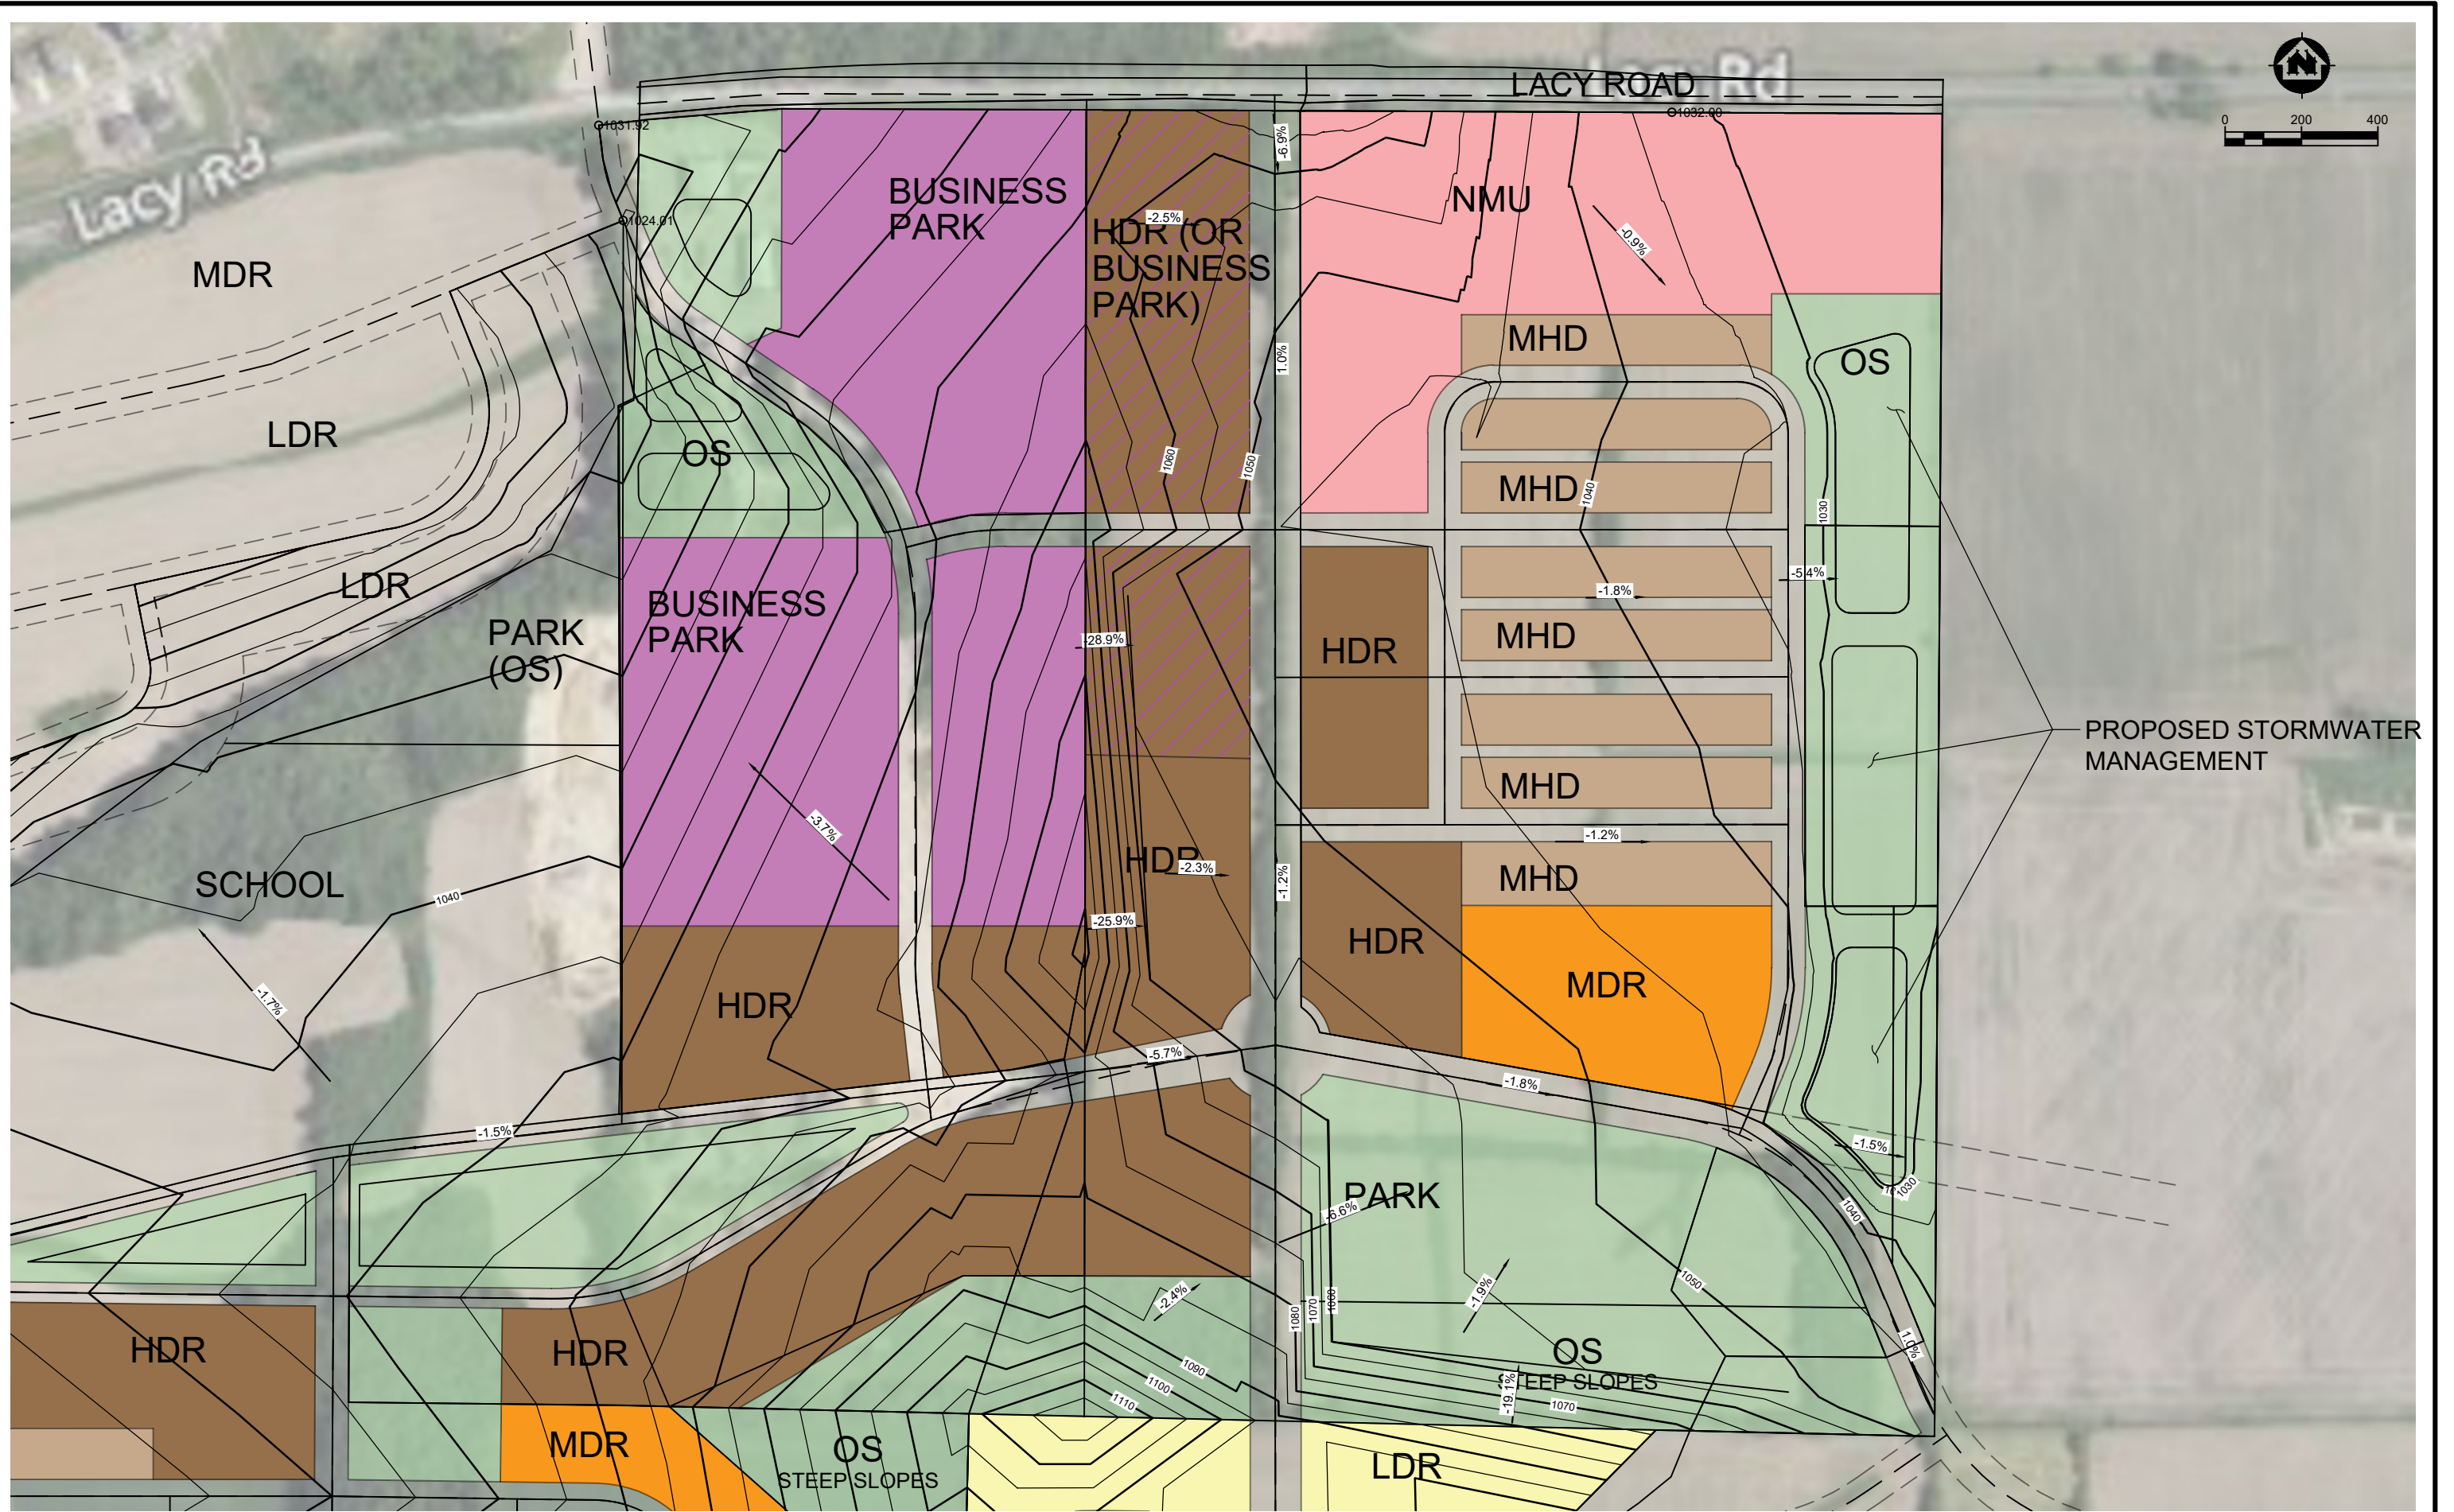 LACY ROAD
Lacy Rd
N
0 200 400
1031.92
1032.00
-6.9%
Lacy Rd
1024.01
BUSINESS
PARK
-2.5%
HDR (OR
BUSINESS
PARK)
NMU
-0.9%
MDR
MHD
1.0%
OS
LDR
OS
1060
1050
MHD
1040
1030
LDR
BUSINESS
PARK
PARK
(OS)
-28.9%
HDR
-1.8%
-5.4%
MHD
PROPOSED STORMWATER
MANAGEMENT
MHD
-3.7%
-1.2%
SCHOOL
1040
HDR
-2.3%
-1.2%
MHD
-25.9%
HDR
MDR
HDR
-1.7%
-5.7%
-1.8%
-1.5%
-1.5%
1030
PARK
-6.6%
1040
-2.4%
-1.9%
1050
1080
1070
1060
HDR
HDR
1.0%
OS
STEEP SLOPES
1090
1100
1110
-19.1%
1070
MDR
OS
STEEP SLOPES
LDR